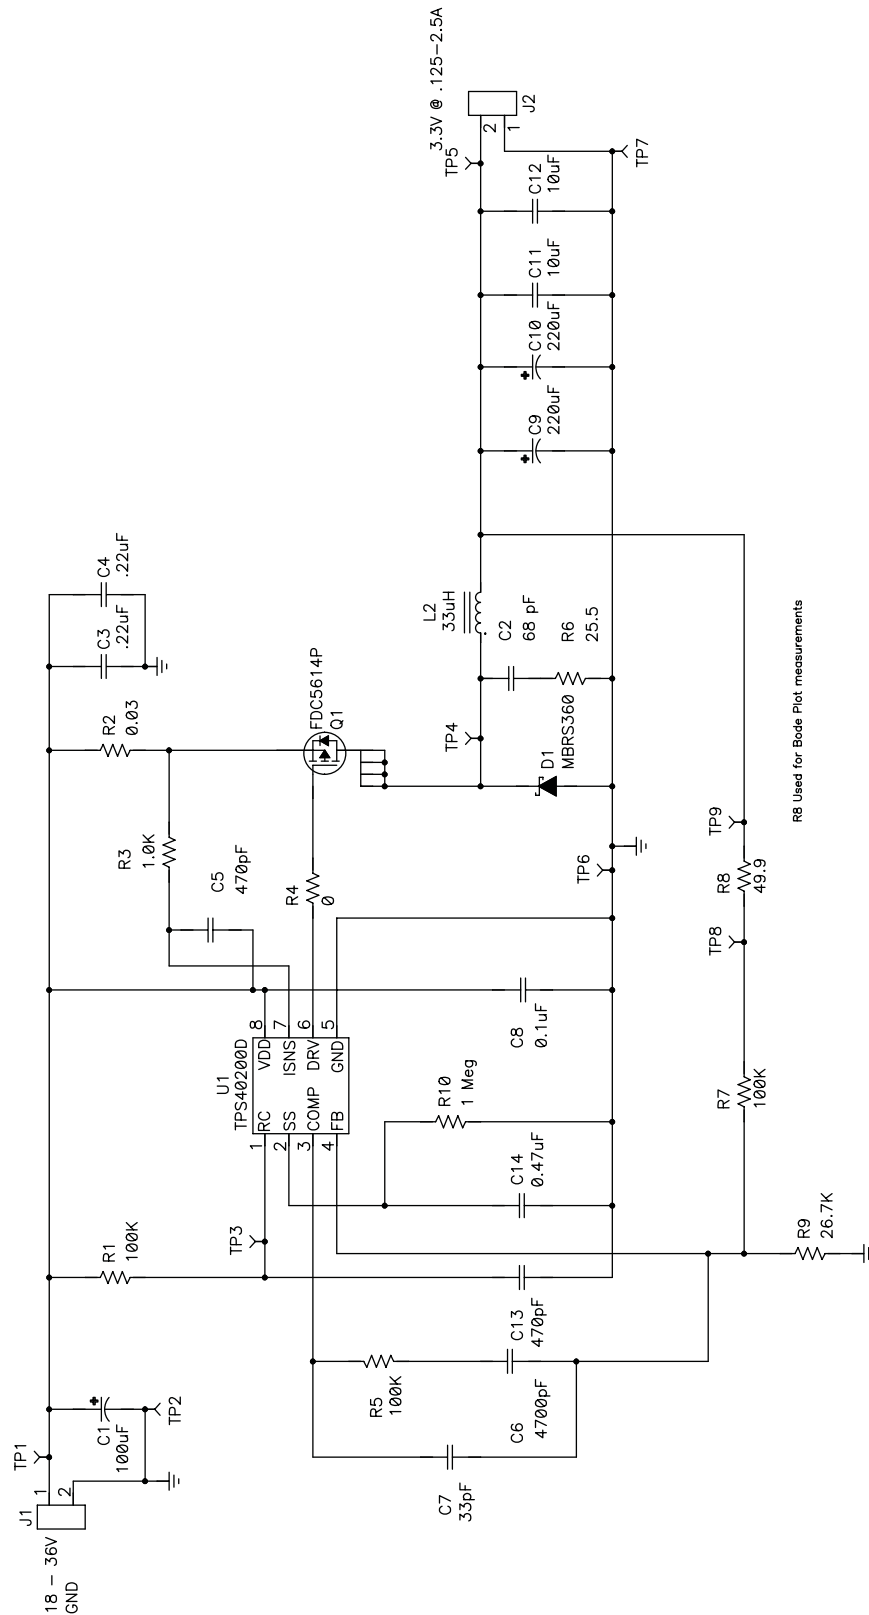 18 - 36V
GND
J1
1
2
TP1
C1
100uF
TP2
R1
100K
TP3
U1
TPS40200D
1
RC
VDD
8
2
SS
ISNS
7
3
COMP
DRV
6
4
FB
GND
5
R3
1.0K
C5
470pF
R2
0.03
C3
.22uF
C4
.22uF
R4
0
FDC5614P
Q1
C7
33pF
R5
100K
C6
4700pF
C13
470pF
C14
0.47uF
R10
1 Meg
C8
0.1uF
TP6
D1
MBRS360
TP4
L2
33uH
C2
68 pF
R6
25.5
C9
220uF
C10
220uF
C11
10uF
C12
10uF
TP5
3.3V @ .125-2.5A
2
1
J2
TP7
R9
26.7K
R7
100K
TP8
R8
49.9
TP9
R8 Used for Bode Plot measurements